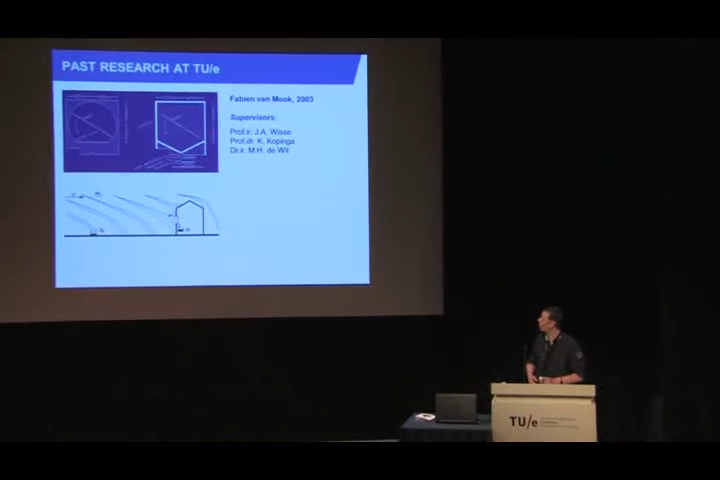 PAST RESEARCH AT TU/e
Fabien van Mook, 2003
Supervisors:
Prof.ir. J.A. Wisse
Prof.dr. K. Kopinga
Dr.ir. M.H. de Wit
TU/e